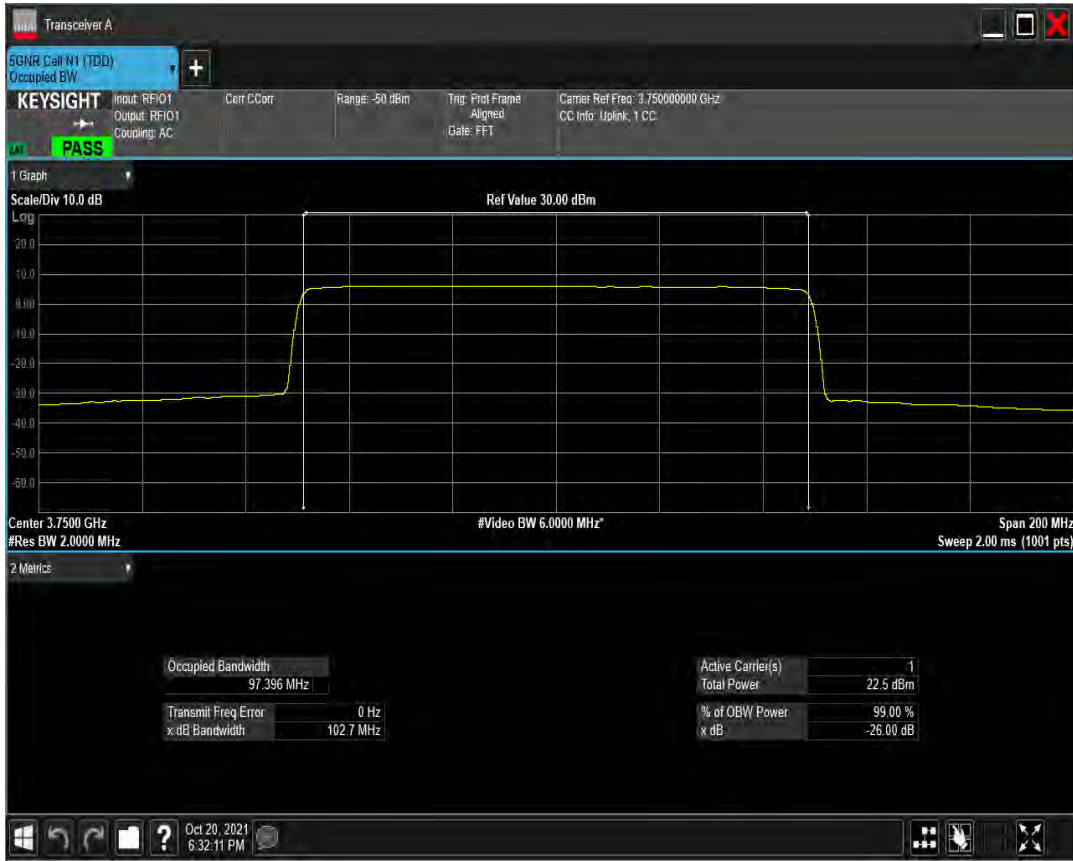 Transceiver A
5GNR Cell N1 (TDD)
Occupied BW
+
KEYSIGHT
Input: RFIO1
Output: RFIO1
Coupling: AC
Corr CCorr
Range: -50 dBm
Trig: Prot Frame
Aligned
Gate: FFT
Carrier Ref Freq: 3.750000000 GHz
CC Info: Uplink, 1 CC
PASS
1 Graph
Scale/Div 10.0 dB
Ref Value 30.00 dBm
Log
20.0
10.0
0.00
-10.0
-20.0
-30.0
-40.0
-50.0
-60.0
Center 3.7500 GHz
#Video BW 6.0000 MHz*
Span 200 MHz
#Res BW 2.0000 MHz
Sweep 2.00 ms (1001 pts)
2 Metrics
Occupied Bandwidth
97.396 MHz
Transmit Freq Error 0 Hz
x dB Bandwidth 102.7 MHz
Active Carrier(s) 1
Total Power 22.5 dBm
% of OBW Power 99.00 %
x dB -26.00 dB
?
Oct 20, 2021
6:32:11 PM